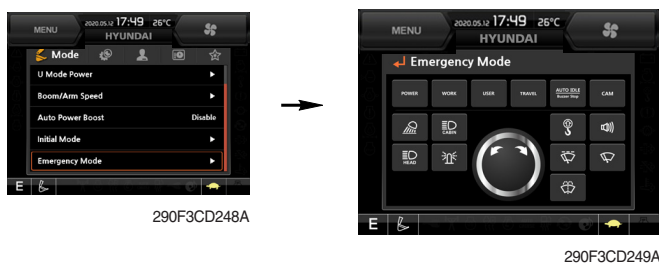 MENU
2020.05.12 17:49 26°C
HYUNDAI
Mode
U Mode Power
Boom/Arm Speed
Auto Power Boost Disable
Initial Mode
Emergency Mode
E
290F3CD248A
MENU
2020.05.12 17:49 26°C
HYUNDAI
Emergency Mode
POWER WORK USER TRAVEL AUTO IDLE CAM
Buzzer Stop
CABIN
HEAD
E
290F3CD249A